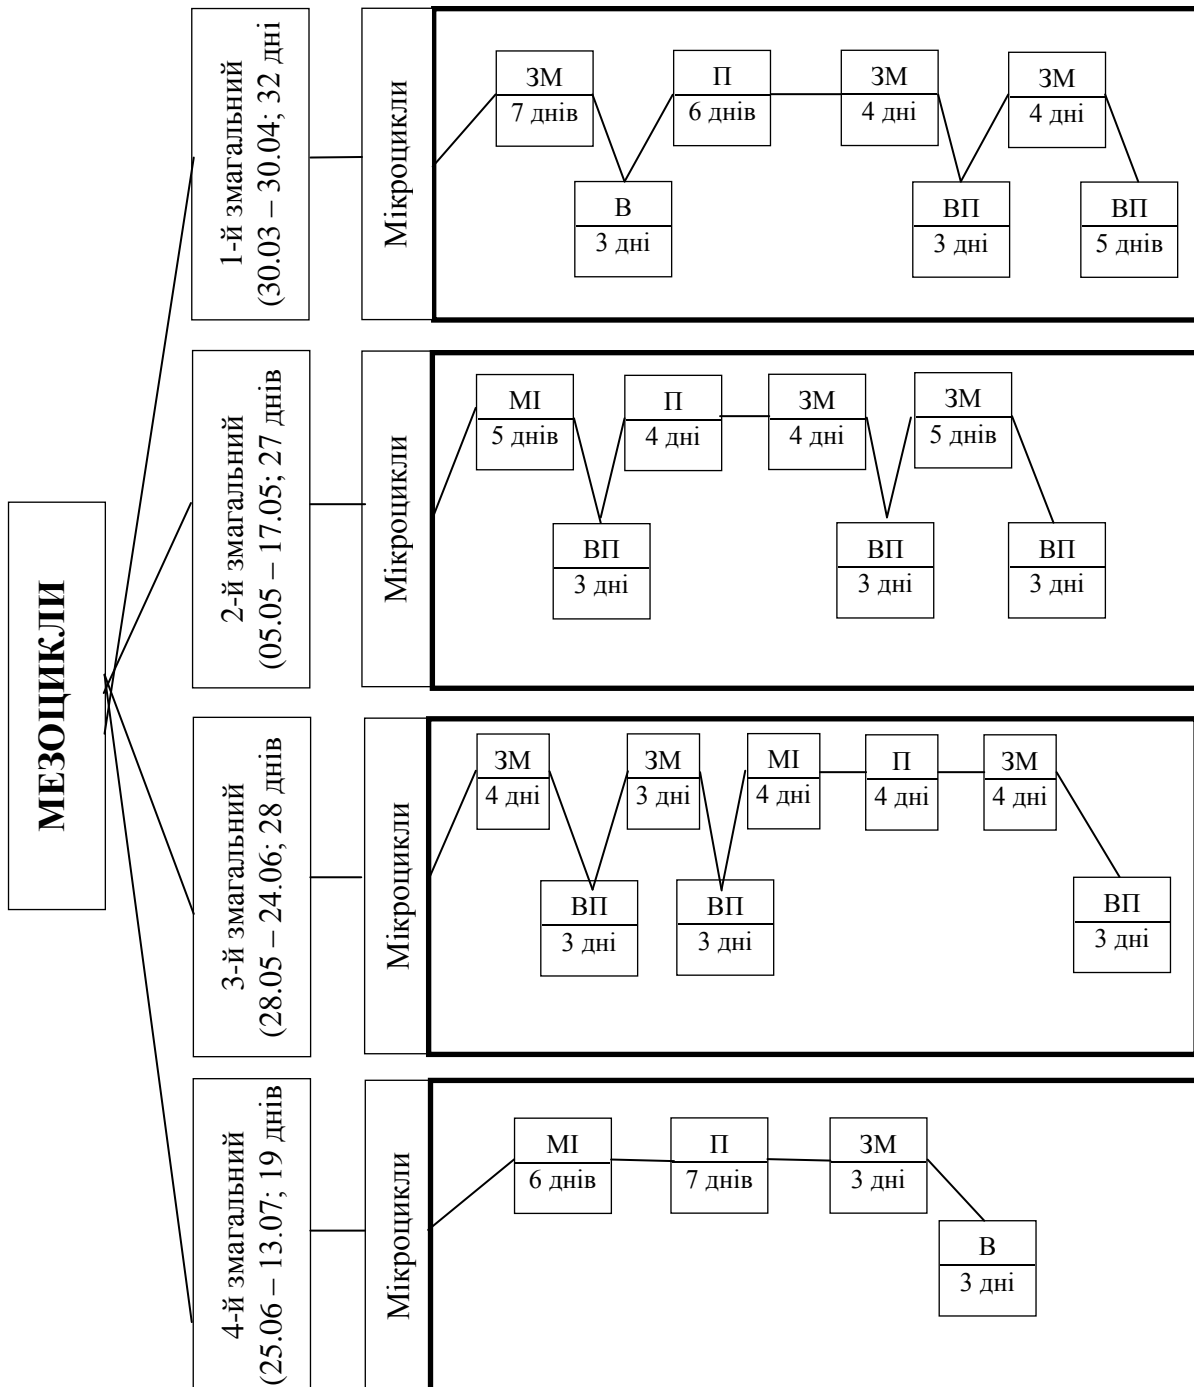 МЕЗОЦИКЛИ
1-й змагальний
(30.03 – 30.04; 32 дні
Мікроцикли
ЗМ
7 днів
В
3 дні
П
6 днів
ЗМ
4 дні
ВП
3 дні
ЗМ
4 дні
ВП
5 днів
2-й змагальний
(05.05 – 17.05; 27 днів
Мікроцикли
МІ
5 днів
ВП
3 дні
П
4 дні
ЗМ
4 дні
ВП
3 дні
ЗМ
5 днів
ВП
3 дні
3-й змагальний
(28.05 – 24.06; 28 днів
Мікроцикли
ЗМ
4 дні
ВП
3 дні
ЗМ
3 дні
ВП
3 дні
МІ
4 дні
П
4 дні
ЗМ
4 дні
ВП
3 дні
4-й змагальний
(25.06 – 13.07; 19 днів
Мікроцикли
МІ
6 днів
П
7 днів
ЗМ
3 дні
В
3 дні